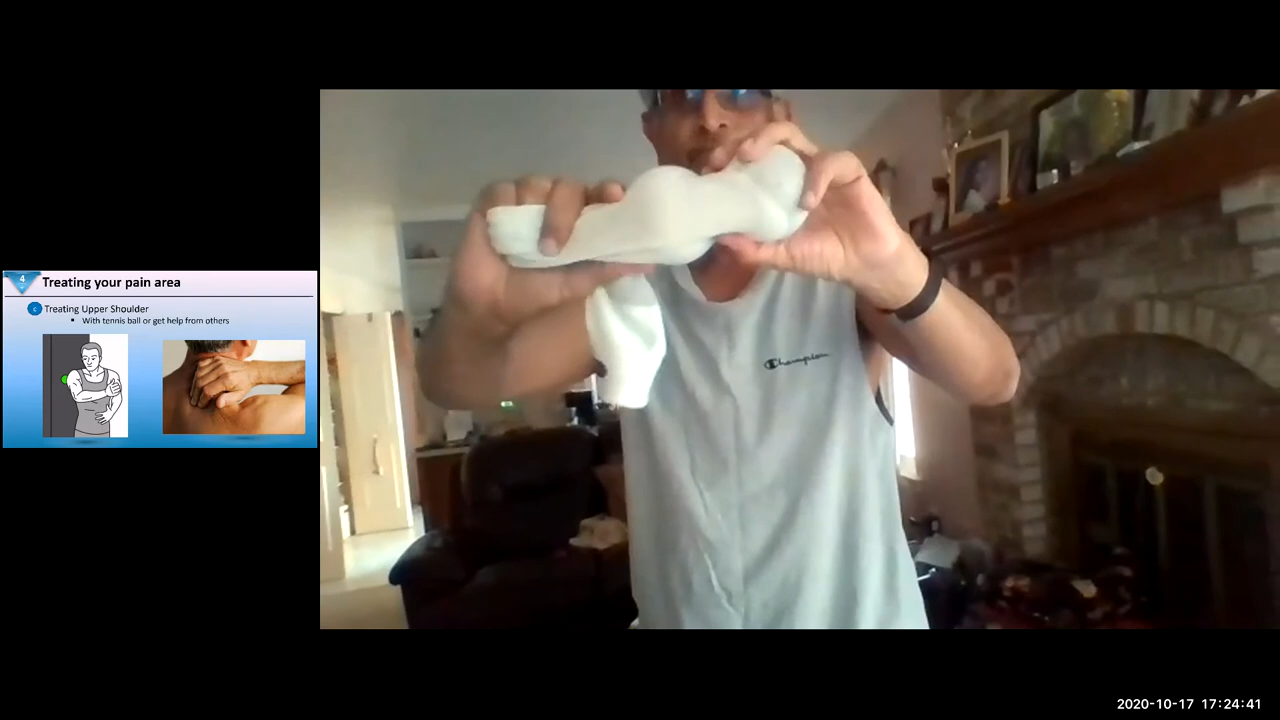 4
Treating your pain area
c Treating Upper Shoulder
With tennis ball or get help from others
Champion
2020-10-17 17:24:41